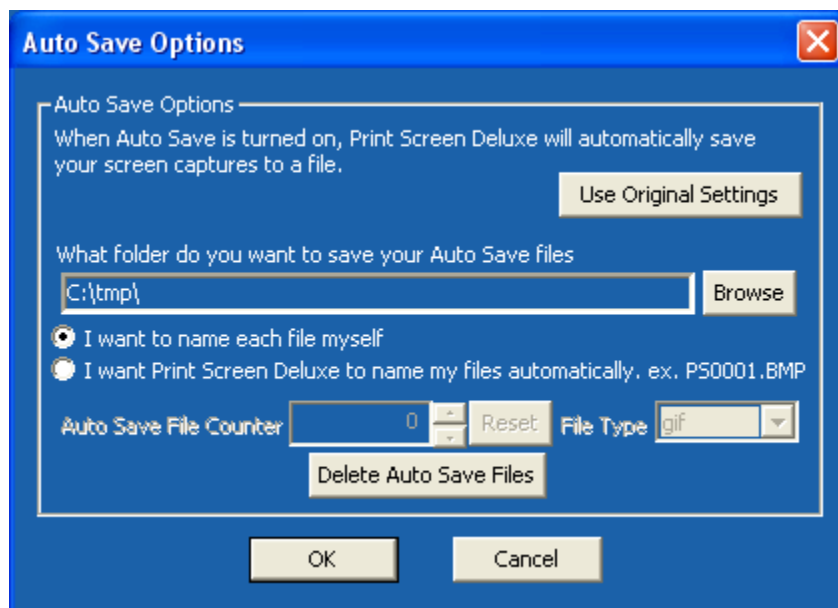 Auto Save Options
Auto Save Options
When Auto Save is turned on, Print Screen Deluxe will automatically save
your screen captures to a file.
Use Original Settings
What folder do you want to save your Auto Save files
C:\tmp\
Browse
I want to name each file myself
I want Print Screen Deluxe to name my files automatically. ex. PS0001.BMP
Auto Save File Counter 0 Reset File Type gif
Delete Auto Save Files
OK Cancel